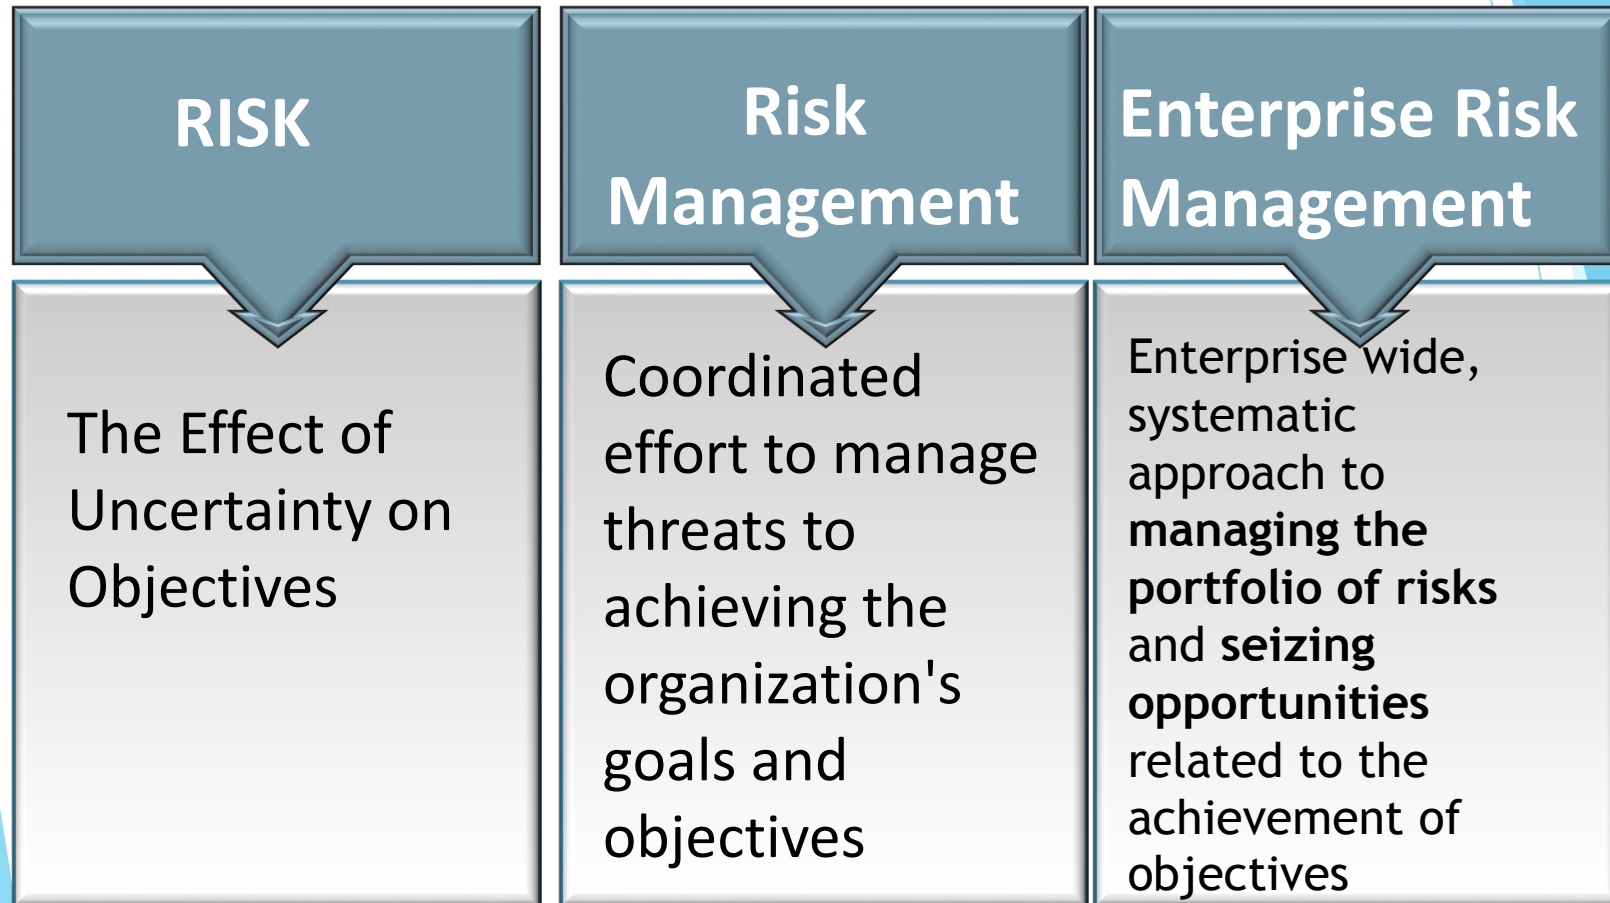 RISK
The Effect of
Uncertainty on
Objectives
Risk
Management
Coordinated
effort to manage
threats to
achieving the
organization's
goals and
objectives
Enterprise Risk
Management
Enterprise wide,
systematic
approach to
managing the
portfolio of risks
and seizing
opportunities
related to the
achievement of
objectives